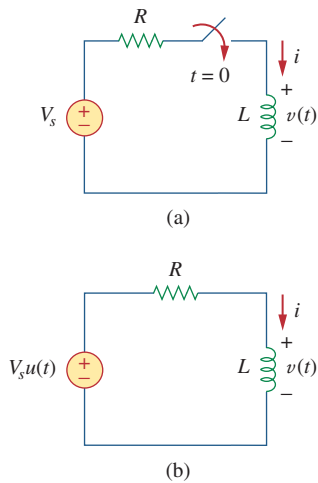 R
i
t = 0
+
V_s
+
−
L
v(t)
−
(a)
R
i
+
V_s u(t)
+
−
L
v(t)
−
(b)